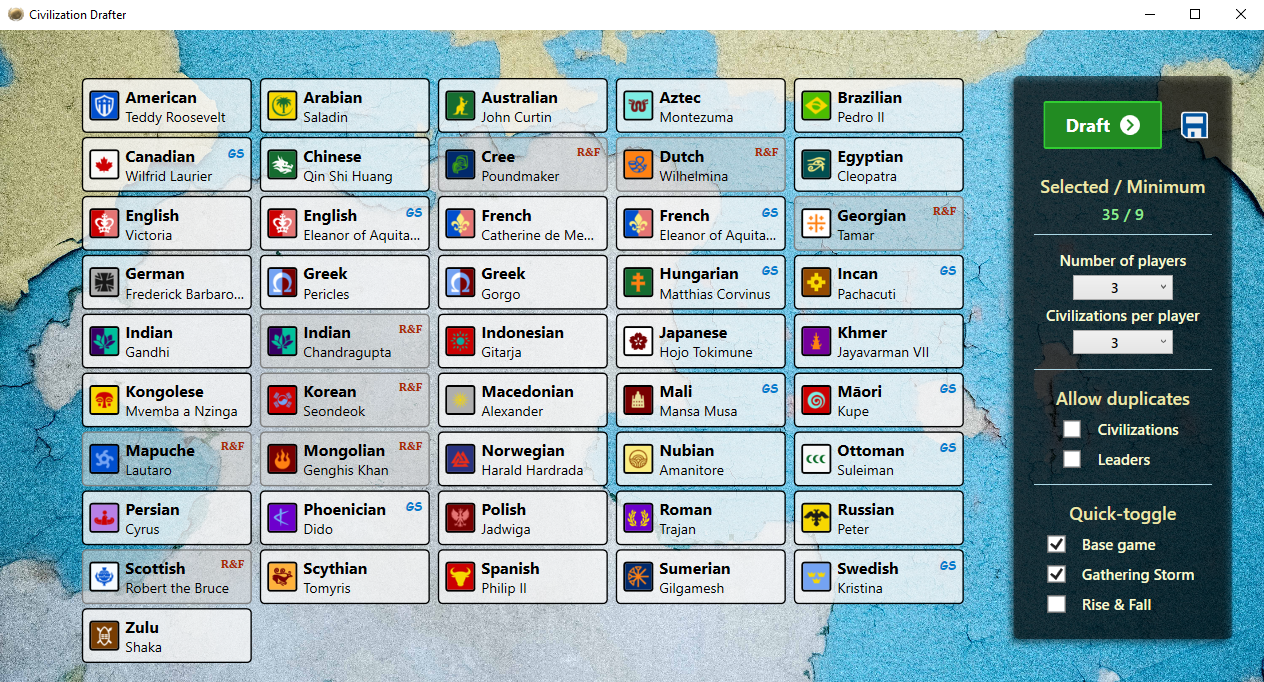 Civilization Drafter
American
Teddy Roosevelt
Arabian
Saladin
Australian
John Curtin
Aztec
Montezuma
Brazilian
Pedro II
Canadian GS
Wilfrid Laurier
Chinese
Qin Shi Huang
Cree R&F
Poundmaker
Dutch R&F
Wilhelmina
Egyptian
Cleopatra
English
Victoria
English GS
Eleanor of Aquita...
French
Catherine de Me...
French GS
Eleanor of Aquita...
Georgian R&F
Tamar
German
Frederick Barbaro...
Greek
Pericles
Greek
Gorgo
Hungarian GS
Matthias Corvinus
Incan GS
Pachacuti
Indian
Gandhi
Indian R&F
Chandragupta
Indonesian
Gitarja
Japanese
Hojo Tokimune
Khmer
Jayavarman VII
Kongolese
Mvemba a Nzinga
Korean R&F
Seondeok
Macedonian
Alexander
Mali GS
Mansa Musa
Māori GS
Kupe
Mapuche R&F
Lautaro
Mongolian R&F
Genghis Khan
Norwegian
Harald Hardrada
Nubian
Amanitore
Ottoman GS
Suleiman
Persian
Cyrus
Phoenician GS
Dido
Polish
Jadwiga
Roman
Trajan
Russian
Peter
Scottish R&F
Robert the Bruce
Scythian
Tomyris
Spanish
Philip II
Sumerian
Gilgamesh
Swedish GS
Kristina
Zulu
Shaka
Draft
Selected / Minimum
35 / 9
Number of players
3
Civilizations per player
3
Allow duplicates
Civilizations
Leaders
Quick-toggle
Base game
Gathering Storm
Rise & Fall